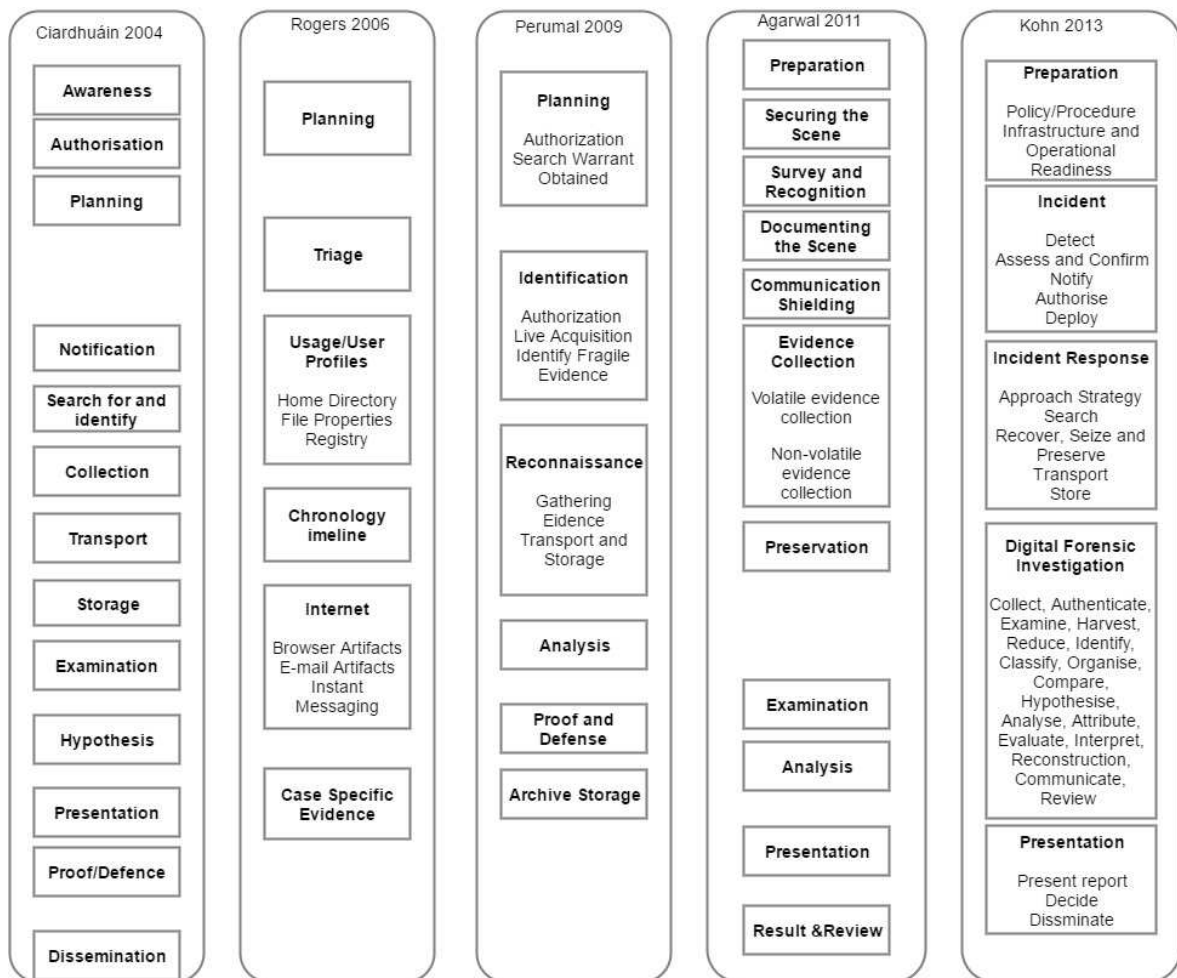 Ciardhuáin 2004
Awareness
Authorisation
Planning
Notification
Search for and
identify
Collection
Transport
Storage
Examination
Hypothesis
Presentation
Proof/Defence
Dissemination
Rogers 2006
Planning
Triage
Usage/User
Profiles
Home Directory
File Properties
Registry
Chronology
imeline
Internet
Browser Artifacts
E-mail Artifacts
Instant
Messaging
Case Specific
Evidence
Perumal 2009
Planning
Authorization
Search Warrant
Obtained
Identification
Authorization
Live Acquisition
Identify Fragile
Evidence
Reconnaissance
Gathering
Eidence
Transport and
Storage
Analysis
Proof and
Defense
Archive Storage
Agarwal 2011
Preparation
Securing the
Scene
Survey and
Recognition
Documenting
the Scene
Communication
Shielding
Evidence
Collection
Volatile evidence
collection
Non-volatile
evidence
collection
Preservation
Examination
Analysis
Presentation
Result &Review
Kohn 2013
Preparation
Policy/Procedure
Infrastructure and
Operational
Readiness
Incident
Detect
Assess and Confirm
Notify
Authorise
Deploy
Incident Response
Approach Strategy
Search
Recover, Seize and
Preserve
Transport
Store
Digital Forensic
Investigation
Collect, Authenticate,
Examine, Harvest,
Reduce, Identify,
Classify, Organise,
Compare,
Hypothesise,
Analyse, Attribute,
Evaluate, Interpret,
Reconstruction,
Communicate,
Review
Presentation
Present report
Decide
Dissminate